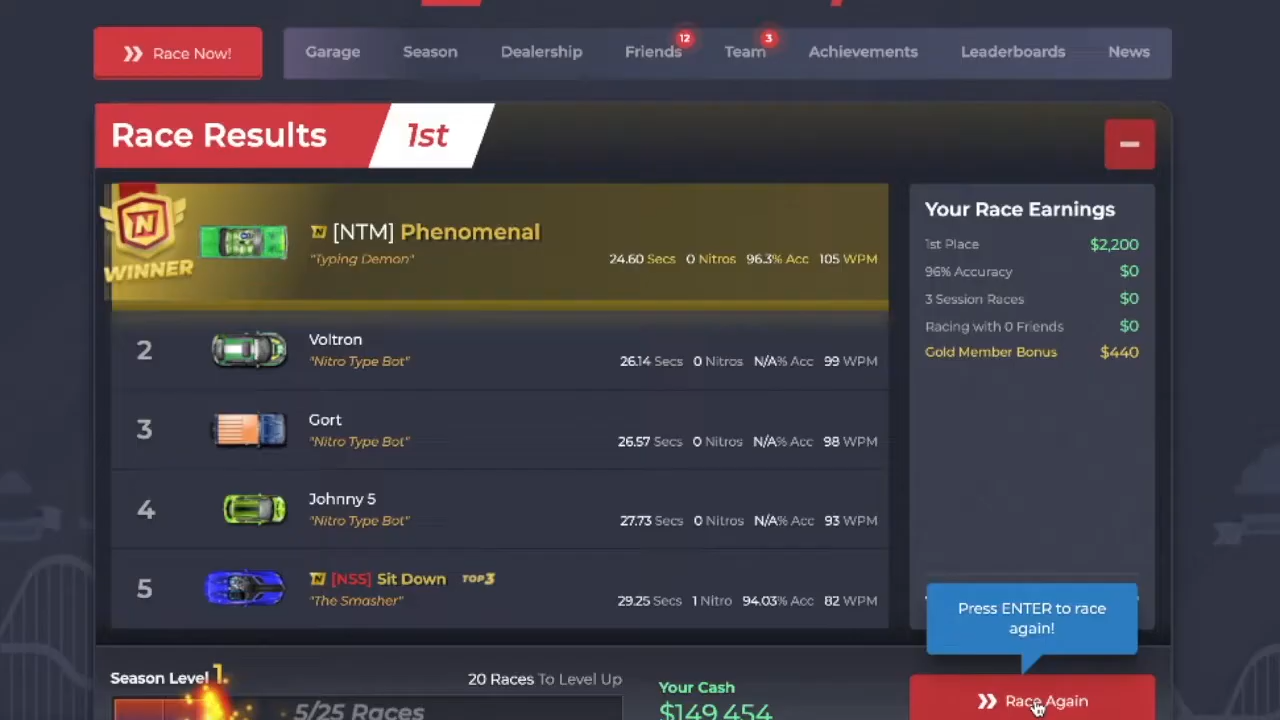 Race Now!
Garage
Season
Dealership
Friends
12
Team
3
Achievements
Leaderboards
News
Race Results
1st
N
WINNER
N [NTM] Phenomenal
"Typing Demon"
24.60 Secs 0 Nitros 96.3% Acc 105 WPM
2
Voltron
"Nitro Type Bot"
26.14 Secs 0 Nitros N/A% Acc 99 WPM
3
Gort
"Nitro Type Bot"
26.57 Secs 0 Nitros N/A% Acc 98 WPM
4
Johnny 5
"Nitro Type Bot"
27.73 Secs 0 Nitros N/A% Acc 93 WPM
5
N [NSS] Sit Down TOP3
"The Smasher"
29.25 Secs 1 Nitro 94.03% Acc 82 WPM
Your Race Earnings
1st Place $2,200
96% Accuracy $0
3 Session Races $0
Racing with 0 Friends $0
Gold Member Bonus $440
Press ENTER to race
again!
Season Level 1
20 Races To Level Up
5/25 Races
Your Cash
$149,454
Race Again